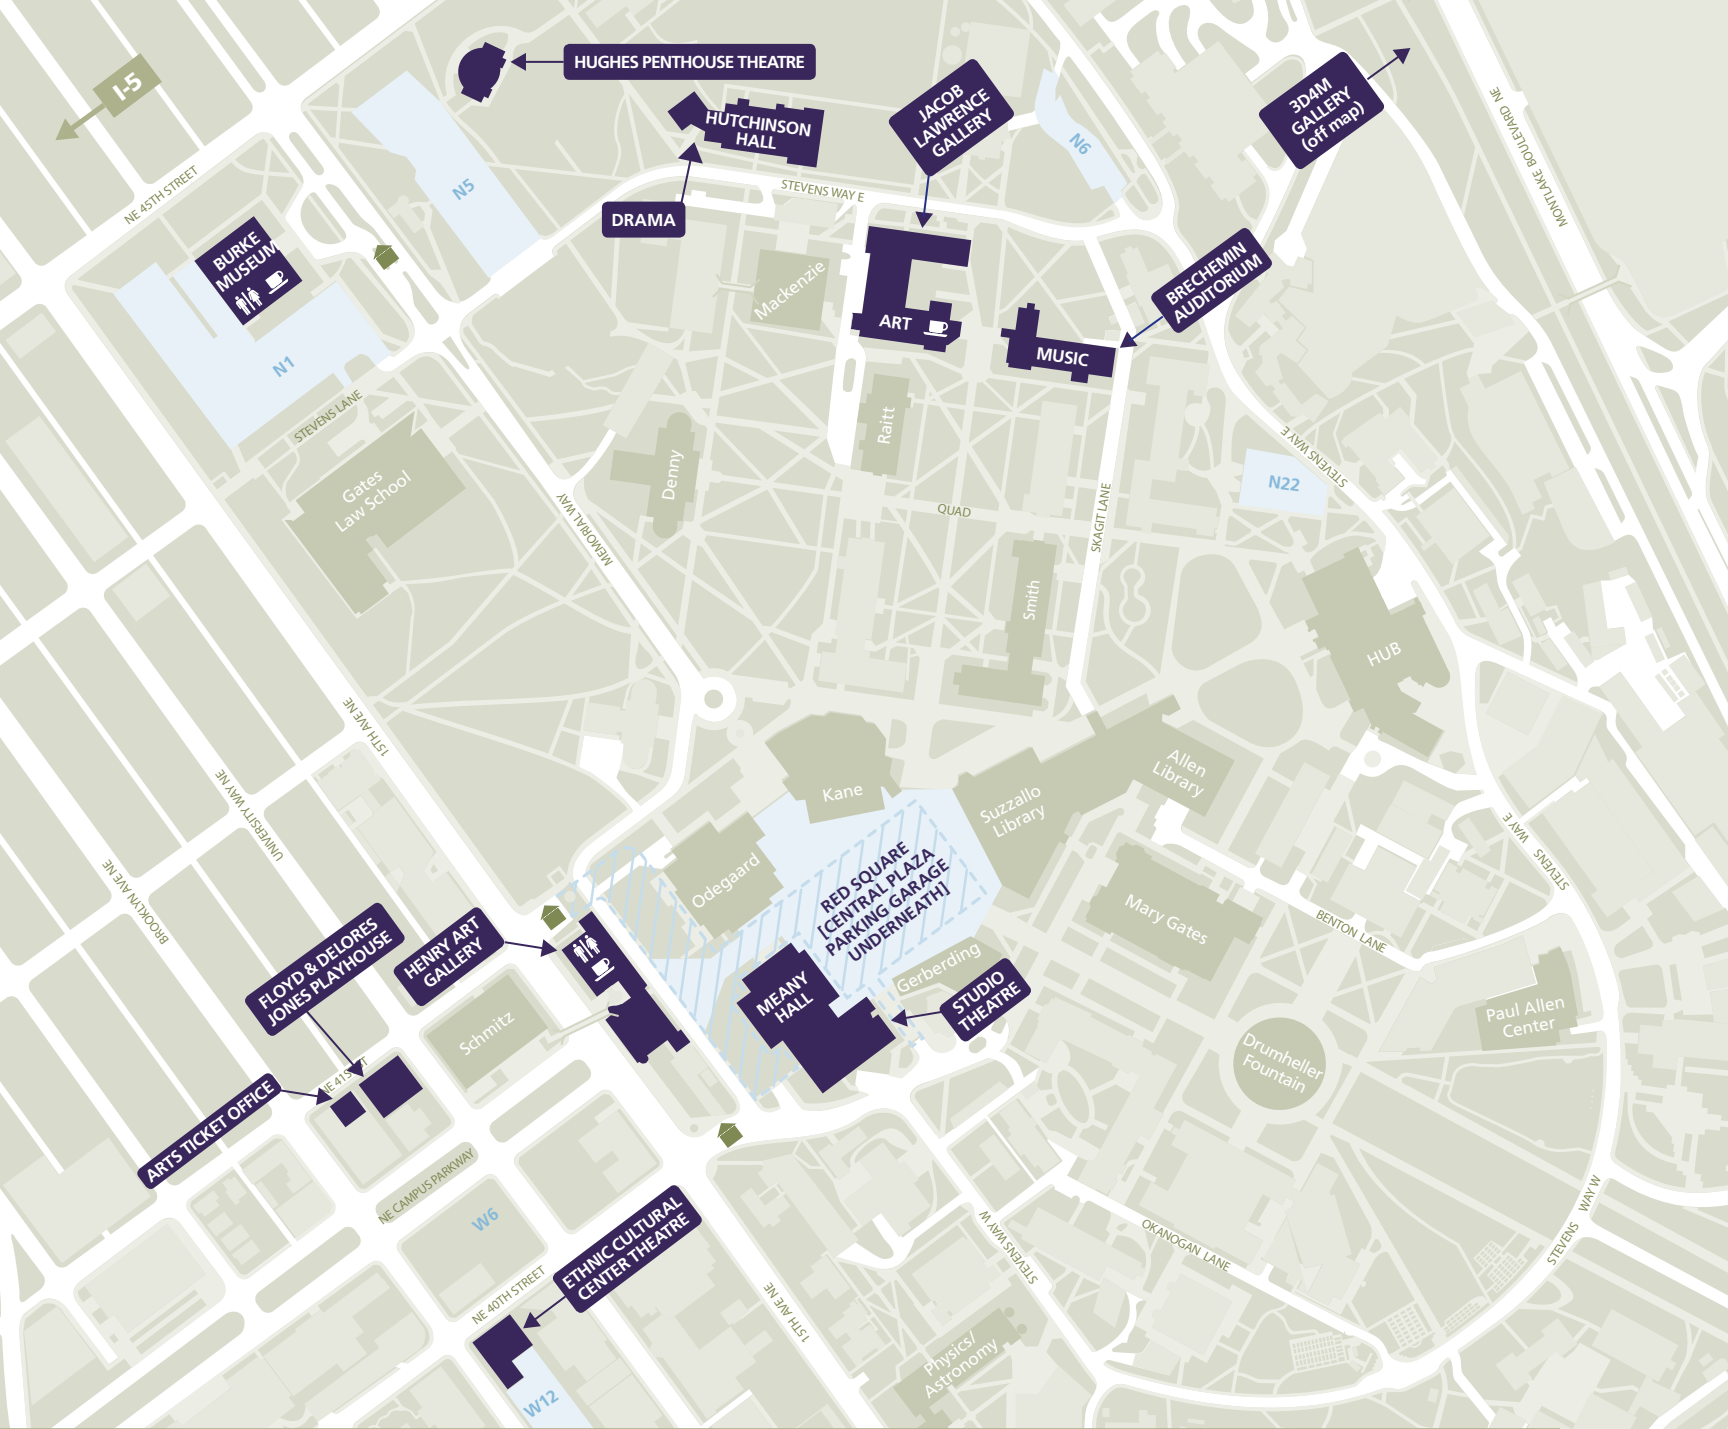 HUGHES PENTHOUSE THEATRE
I-5
HUTCHINSON
HALL
JACOB
LAWRENCE
GALLERY
3D4M
GALLERY
(off map)
MONTLAKE BOULEVARD NE
N6
NE 45TH STREET
N5
STEVENS WAY E
DRAMA
BURKE
MUSEUM
Mackenzie
BRECHEMIN
AUDITORIUM
ART
MUSIC
N1
STEVENS LANE
Raitt
STEVENS WAY E
Gates
Law School
Denny
N22
QUAD
SKAGIT LANE
MEMORIAL WAY
Smith
HUB
15TH AVE NE
UNIVERSITY WAY NE
BROOKLYN AVE NE
Kane
Suzzallo
Library
Allen
Library
STEVENS WAY E
Odegaard
RED SQUARE
[CENTRAL PLAZA
PARKING GARAGE
UNDERNEATH]
Mary Gates
BENTON LANE
FLOYD & DELORES
JONES PLAYHOUSE
HENRY ART
GALLERY
Gerberding
MEANY
HALL
STUDIO
THEATRE
Schmitz
Paul Allen
Center
Drumheller
Fountain
NE 41ST ST
ARTS TICKET OFFICE
NE CAMPUS PARKWAY
W6
ETHNIC CULTURAL
CENTER THEATRE
STEVENS WAY W
OKANOGAN LANE
STEVENS WAY W
NE 40TH STREET
15TH AVE NE
Physics/
Astronomy
W12